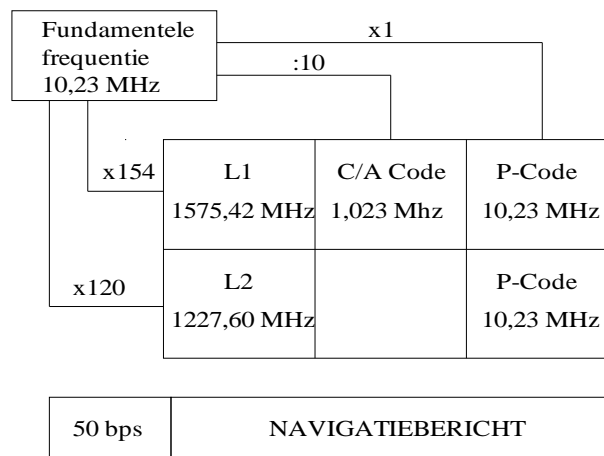 Fundamentele
frequentie
10,23 MHz
x1
:10
x154
L1
C/A Code
P-Code
1575,42 MHz
1,023 Mhz
10,23 MHz
x120
L2
P-Code
1227,60 MHz
10,23 MHz
50 bps
NAVIGATIEBERICHT